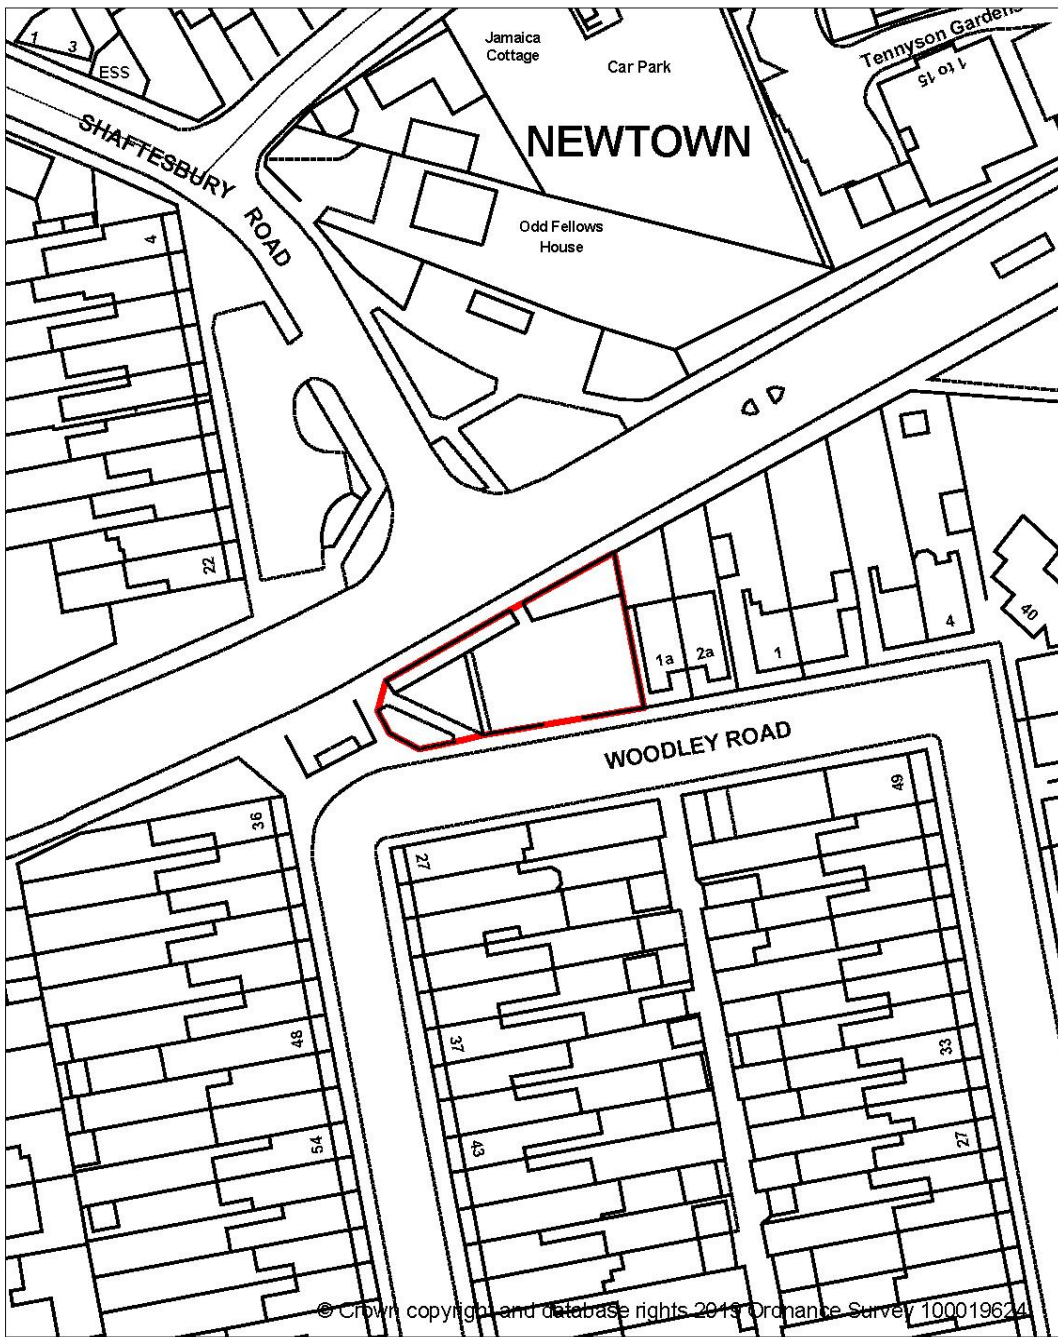 1
3
ESS
Jamaica
Cottage
Car Park
Tennyson Gardens
1 to 15
NEWTOWN
SHAFTESBURY ROAD
Odd Fellows
House
4
22
1a
2a
1
4
40
WOODLEY ROAD
36
27
49
48
37
33
54
43
27
© Crown copyright and database rights 2019 Ordnance Survey 100019624